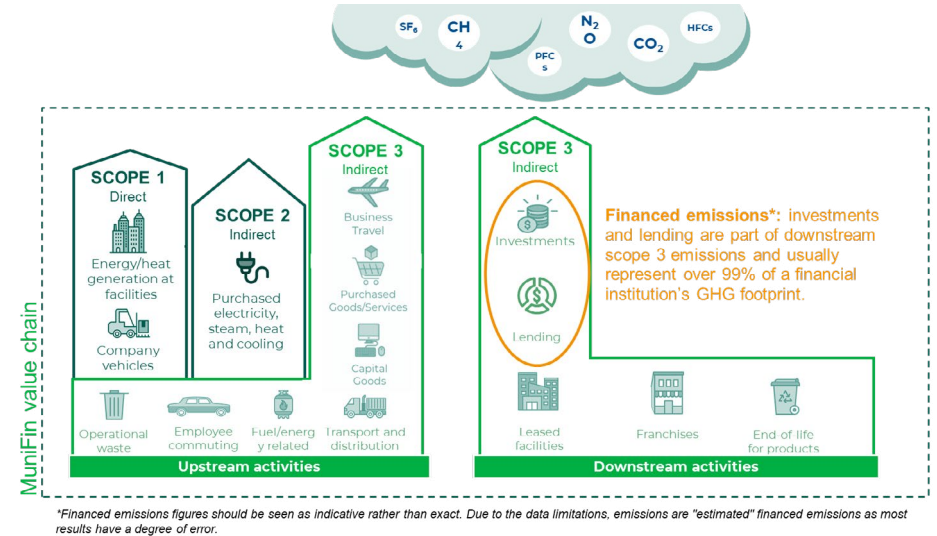 SF6
CH
4
N2
O
PFC
s
CO2
HFCs
MuniFin value chain
SCOPE 1
Direct
Energy/heat
generation at
facilities
Company
vehicles
SCOPE 2
Indirect
Purchased
electricity,
steam, heat
and cooling
SCOPE 3
Indirect
Business
Travel
Purchased
Goods/Services
Capital
Goods
Operational
waste
Employee
commuting
Fuel/energ
y related
Transport and
distribution
Upstream activities
SCOPE 3
Indirect
Investments
Lending
Financed emissions*: investments
and lending are part of downstream
scope 3 emissions and usually
represent over 99% of a financial
institution's GHG footprint.
Leased
facilities
Franchises
End of life
for products
Downstream activities
*Financed emissions figures should be seen as indicative rather than exact. Due to the data limitations, emissions are "estimated" financed emissions as most
results have a degree of error.